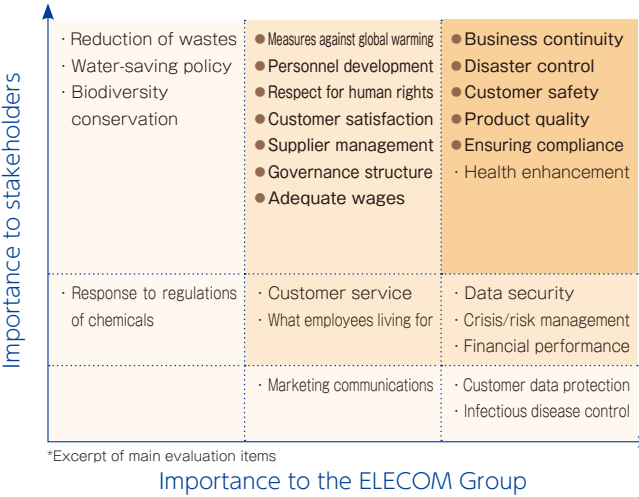 Importance to stakeholders
· Reduction of wastes
· Water-saving policy
· Biodiversity
conservation
● Measures against global warming
● Personnel development
● Respect for human rights
● Customer satisfaction
● Supplier management
● Governance structure
● Adequate wages
● Business continuity
● Disaster control
● Customer safety
● Product quality
● Ensuring compliance
· Health enhancement
· Response to regulations
of chemicals
· Customer service
· What employees living for
· Data security
· Crisis/risk management
· Financial performance
· Marketing communications
· Customer data protection
· Infectious disease control
*Excerpt of main evaluation items
Importance to the ELECOM Group